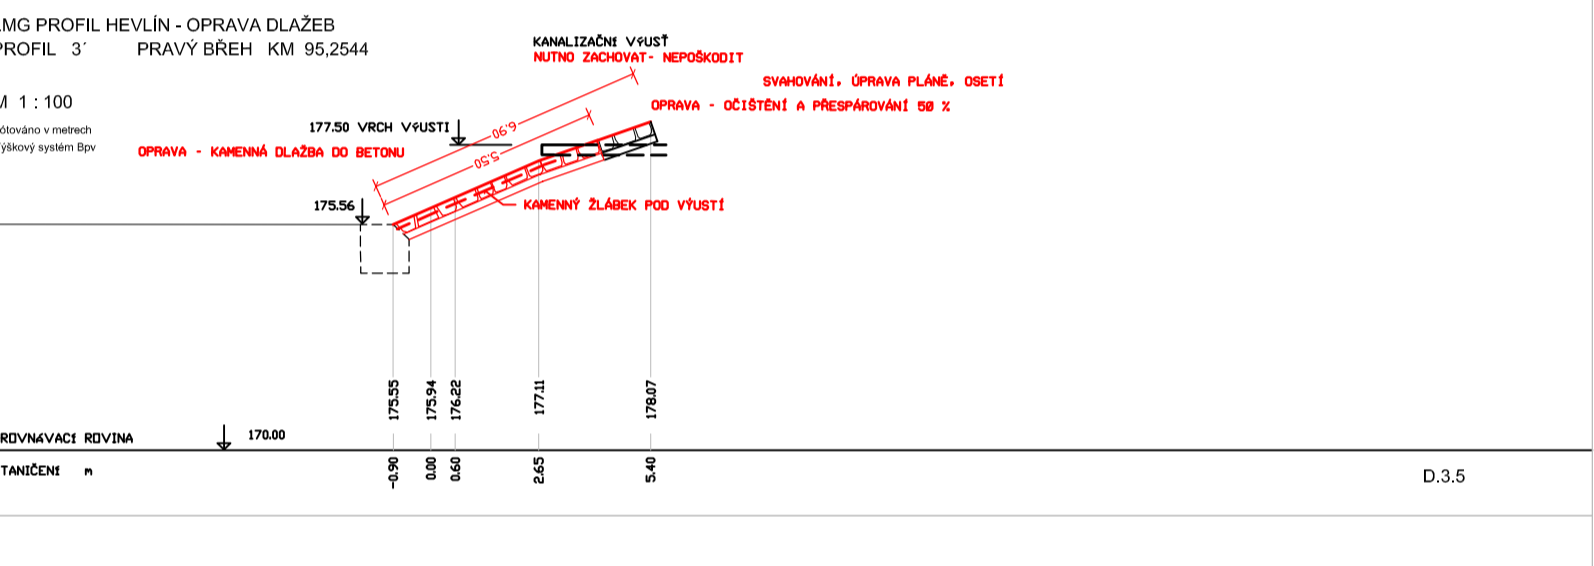 LMG PROFIL HEVLÍN - OPRAVA DLAŽEB
PROFIL 3´ PRAVÝ BŘEH KM 95,2544
M 1 : 100
kótováno v metrech
Výškový systém Bpv
KANALIZAČNÍ VÝUSŤ
NUTNO ZACHOVAT- NEPOŠKODIT
SVAHOVÁNÍ, ÚPRAVA PLÁNĚ, OSETÍ
OPRAVA - OČIŠTĚNÍ A PŘESPÁROVÁNÍ 50 %
177.50 VRCH VÝUSTI
OPRAVA - KAMENNÁ DLAŽBA DO BETONU
6.90
5.50
175.56
KAMENNÝ ŽLÁBEK POD VÝUSTÍ
175.55 175.94 176.22 177.11 178.07
ROVNÁVACÍ ROVINA 170.00
TANIČENÍ m
-0.90 0.00 0.60 2.65 5.40
D.3.5